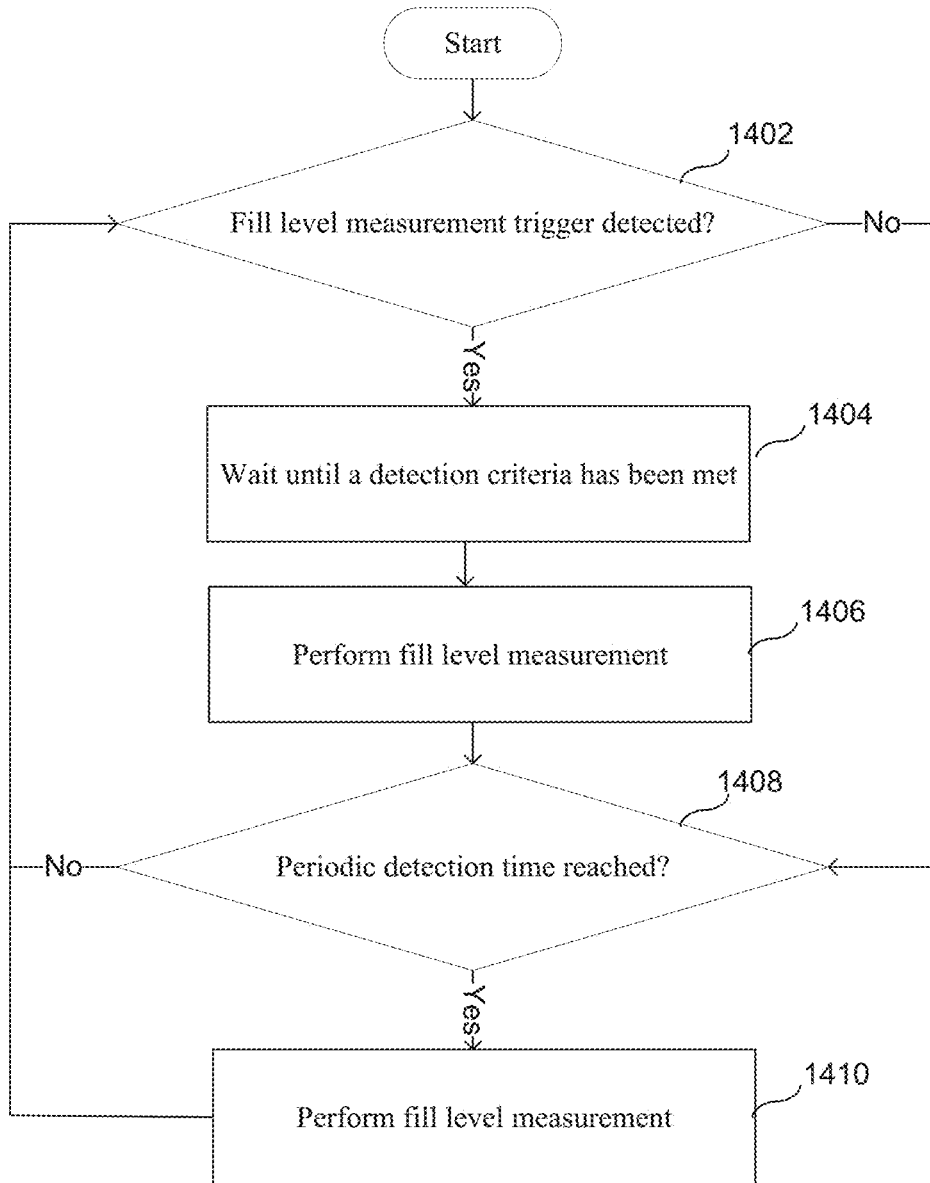 Start
1402
Fill level measurement trigger detected?
No
Yes
1404
Wait until a detection criteria has been met
1406
Perform fill level measurement
1408
Periodic detection time reached?
No
Yes
1410
Perform fill level measurement